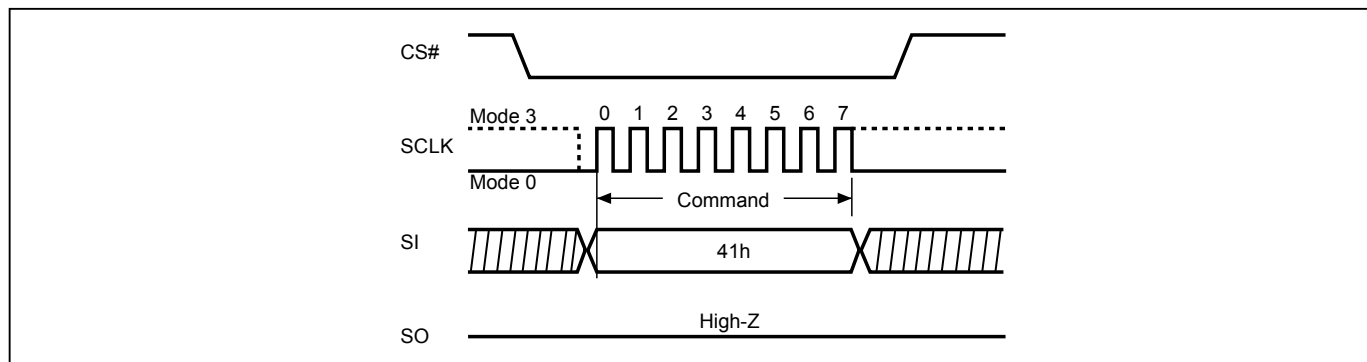 CS#
Mode 3
0 1 2 3 4 5 6 7
SCLK
Mode 0
Command
SI
41h
High-Z
SO